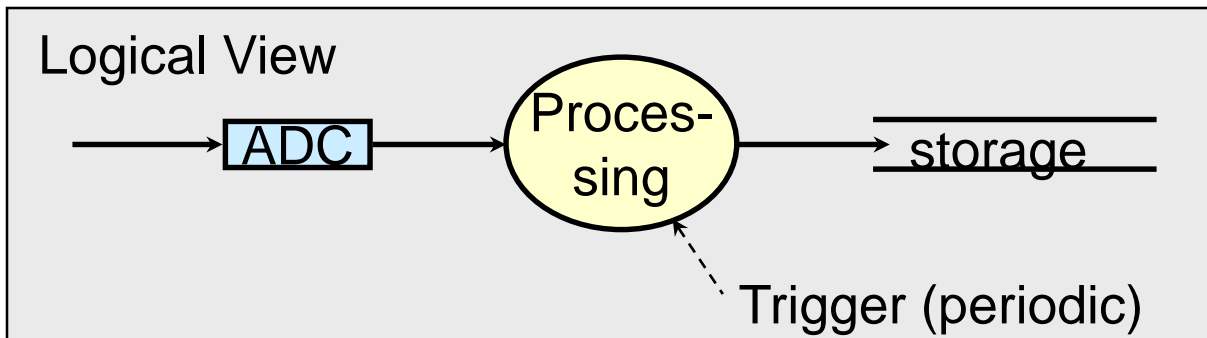 Logical View
ADC
Proces-
sing
storage
Trigger (periodic)